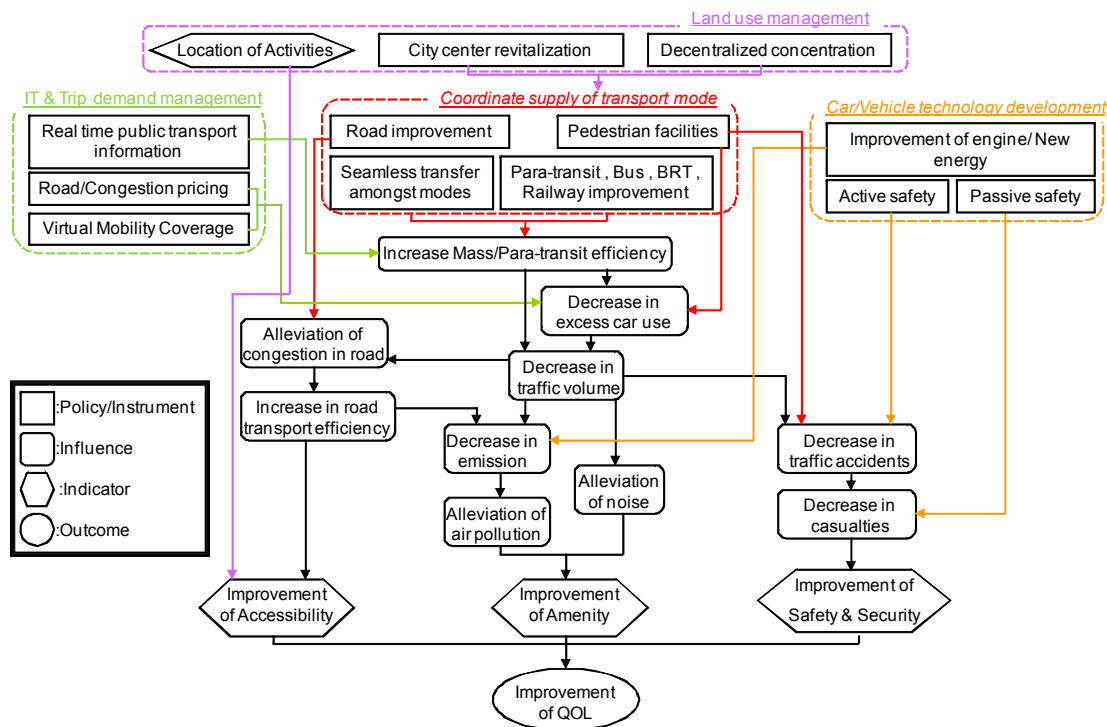 Land use management
Location of Activities
City center revitalization
Decentralized concentration
IT & Trip demand management
Real time public transport
information
Road/Congestion pricing
Virtual Mobility Coverage
Coordinate supply of transport mode
Road improvement
Pedestrian facilities
Seamless transfer
amongst modes
Para-transit , Bus , BRT ,
Railway improvement
Car/Vehicle technology development
Improvement of engine/ New
energy
Active safety
Passive safety
Increase Mass/Para-transit efficiency
Decrease in
excess car use
Alleviation of
congestion in road
Decrease in
traffic volume
Increase in road
transport efficiency
Decrease in
emission
Alleviation
of noise
Decrease in
traffic accidents
Alleviation of
air pollution
Decrease in
casualties
:Policy/Instrument
:Influence
:Indicator
:Outcome
Improvement
of Accessibility
Improvement
of Amenity
Improvement of
Safety & Security
Improvement
of QOL